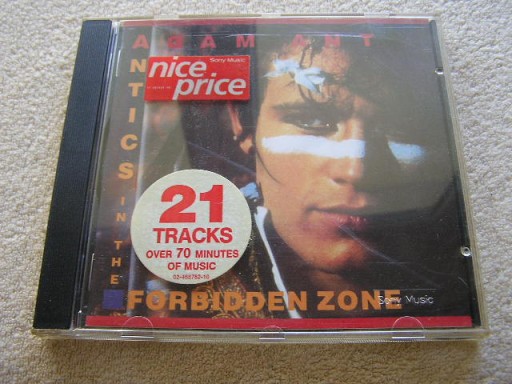 ADAM ANT
Sony Music
nice
price
ANTICS IN THE
21
TRACKS
OVER 70 MINUTES
OF MUSIC
FORBIDDEN ZONE
Sony Music